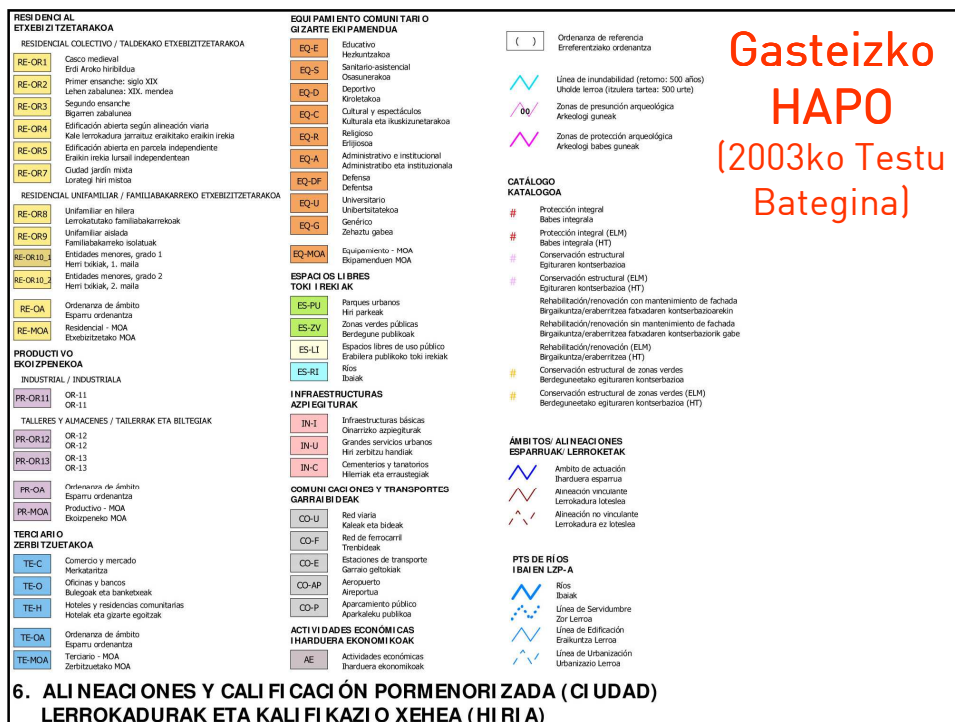 RESIDENCIAL
ETXEBIZITZETARAKOA
RESIDENCIAL COLECTIVO / TALDEKAKO ETXEBIZITZETARAKOA
RE-OR1 Casco medieval
Erdi Aroko hiribildua
RE-OR2 Primer ensanche: siglo XIX
Lehen zabalunea: XIX. mendea
RE-OR3 Segundo ensanche
Bigarren zabalunea
RE-OR4 Edificación abierta según alineación viaria
Kale lerrokadura jarraituz eraikitako eraikin irekia
RE-OR5 Edificación abierta en parcela independiente
Eraikin irekia lursail independentean
RE-OR7 Ciudad jardín mixta
Lorategi hiri mistoa
RESIDENCIAL UNIFAMILIAR / FAMILIABAKARREKO ETXEBIZITZETARAKOA
RE-OR8 Unifamiliar en hilera
Lerrokatutako familiabakarrekoak
RE-OR9 Unifamiliar aislada
Familiabakarreko isolatuak
RE-OR10_1 Entidades menores, grado 1
Herri txikiak, 1. maila
RE-OR10_2 Entidades menores, grado 2
Herri txikiak, 2. maila
RE-OA Ordenanza de ámbito
Esparru ordenantza
RE-MOA Residencial - MOA
Etxebizitzetako MOA
PRODUCTIVO
EKOIZPENEKOA
INDUSTRIAL / INDUSTRIALA
PR-OR11 OR-11
OR-11
TALLERES Y ALMACENES / TAILERRAK ETA BILTEGIAK
PR-OR12 OR-12
OR-12
PR-OR13 OR-13
OR-13
PR-OA Ordenanza de ámbito
Esparru ordenantza
PR-MOA Productivo - MOA
Ekoizpeneko MOA
TERCIARIO
ZERBITZUETAKOA
TE-C Comercio y mercado
Merkataritza
TE-O Oficinas y bancos
Bulegoak eta banketxeak
TE-H Hoteles y residencias comunitarias
Hotelak eta gizarte egoitzak
TE-OA Ordenanza de ámbito
Esparru ordenantza
TE-MOA Terciario - MOA
Zerbitzuetako MOA
EQUIPAMIENTO COMUNITARIO
GIZARTE EKIPAMENDUA
EQ-E Educativo
Hezkuntzakoa
EQ-S Sanitario-asistencial
Osasunerakoa
EQ-D Deportivo
Kiroletakoa
EQ-C Cultural y espectáculos
Kulturala eta ikuskizunetarakoa
EQ-R Religioso
Erlijiosoa
EQ-A Administrativo e institucional
Administratibo eta instituzionala
EQ-DF Defensa
Defentsa
EQ-U Universitario
Unibertsitatekoa
EQ-G Genérico
Zehaztu gabea
EQ-MOA Equipamiento - MOA
Ekipamenduen MOA
ESPACIOS LIBRES
TOKI IREKIAK
ES-PU Parques urbanos
Hiri parkeak
ES-ZV Zonas verdes públicas
Berdegune publikoak
ES-LI Espacios libres de uso público
Erabilera publikoko toki irekiak
ES-RI Ríos
Ibaiak
INFRAESTRUCTURAS
AZPIEGITURAK
IN-I Infraestructuras básicas
Oinarrizko azpiegiturak
IN-U Grandes servicios urbanos
Hiri zerbitzu handiak
IN-C Cementerios y tanatorios
Hilerriak eta erraustegiak
COMUNICACIONES Y TRANSPORTES
GARRAIBIDEAK
CO-U Red viaria
Kaleak eta bideak
CO-F Red de ferrocarril
Trenbideak
CO-E Estaciones de transporte
Garraio geltokiak
CO-AP Aeropuerto
Aireportua
CO-P Aparcamiento público
Aparkaleku publikoa
ACTIVIDADES ECONÓMICAS
IHARDUERA EKONOMIKOAK
AE Actividades económicas
Iharduera ekonomikoak
( ) Ordenanza de referencia
Erreferentziako ordenantza
Línea de inundabilidad (retorno: 500 años)
Uholde lerroa (itzulera tartea: 500 urte)
00 Zonas de presunción arqueológica
Arkeologi guneak
Zonas de protección arqueológica
Arkeologi babes guneak
CATÁLOGO
KATALOGOA
# Protección integral
Babes integrala
# Protección integral (ELM)
Babes integrala (HT)
# Conservación estructural
Egituraren kontserbazioa
# Conservación estructural (ELM)
Egituraren kontserbazioa (HT)
Rehabilitación/renovación con mantenimiento de fachada
Birgaikuntza/eraberritzea fatxadaren kontserbazioarekin
Rehabilitación/renovación sin mantenimiento de fachada
Birgaikuntza/eraberritzea fatxadaren kontserbaziorik gabe
Rehabilitación/renovación (ELM)
Birgaikuntza/eraberritzea (HT)
# Conservación estructural de zonas verdes
Berdeguneetako egituraren kontserbazioa
# Conservación estructural de zonas verdes (ELM)
Berdeguneetako egituraren kontserbazioa (HT)
ÁMBITOS/ALINEACIONES
ESPARRUAK/LERROKETAK
Ambito de actuación
Iharduera esparrua
Alineación vinculante
Lerrokadura loteslea
Alineación no vinculante
Lerrokadura ez loteslea
PTS DE RÍOS
IBAIEN LZP-A
Ríos
Ibaiak
Línea de Servidumbre
Zor Lerroa
Línea de Edificación
Eraikuntza Lerroa
Línea de Urbanización
Urbanizazio Lerroa
Gasteizko
HAPO
(2003ko Testu
Bategina)
6. ALINEACIONES Y CALIFICACIÓN PORMENORIZADA (CIUDAD)
LERROKADURAK ETA KALIFIKAZIO XEHEA (HIRIA)